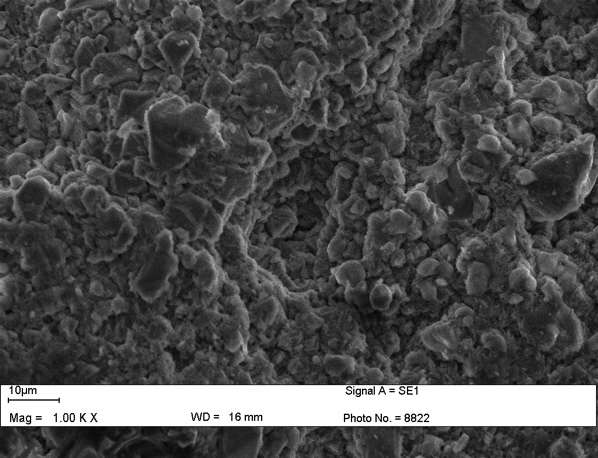 10µm Signal A = SE1
Mag = 1.00 K X WD = 16 mm Photo No. = 8822